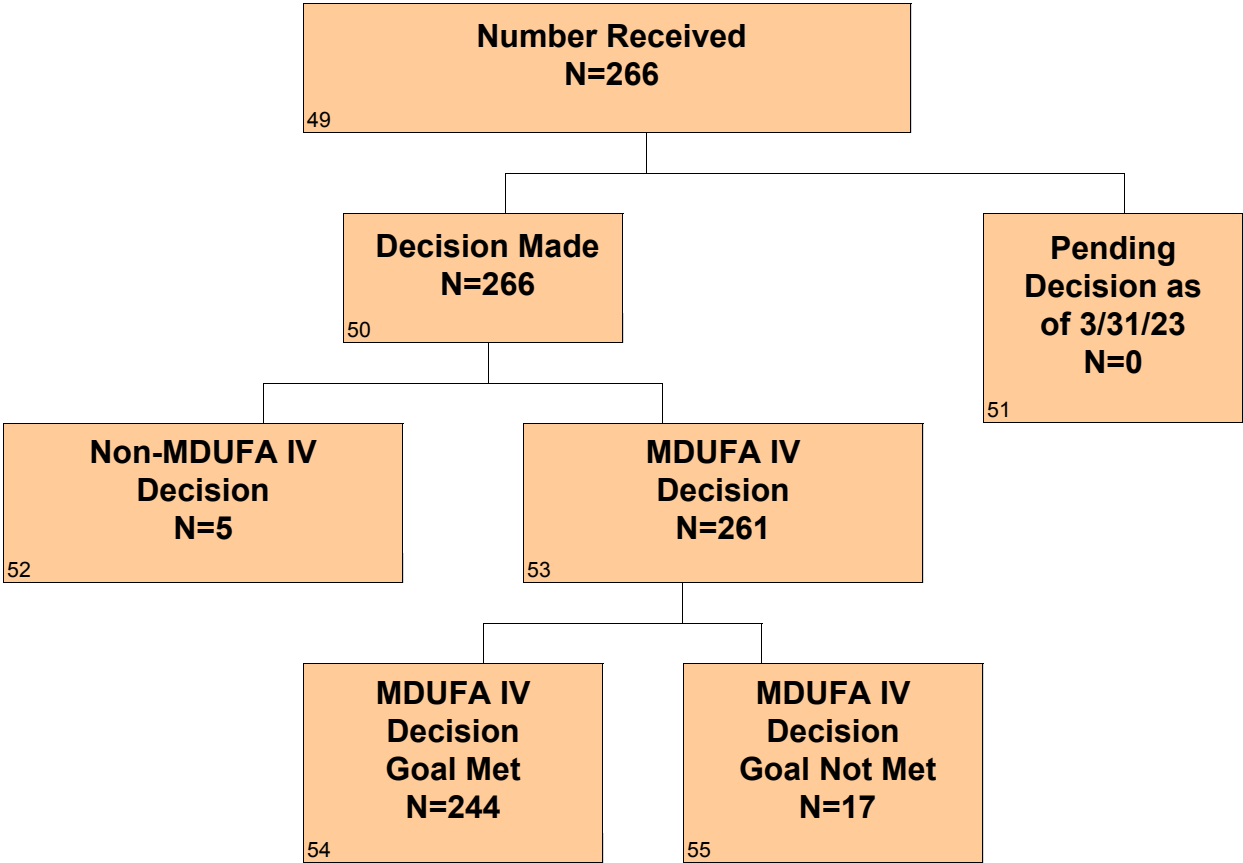 Number Received
N=266
49
Decision Made
N=266
50
Pending
Decision as
of 3/31/23
N=0
51
Non-MDUFA IV
Decision
N=5
52
MDUFA IV
Decision
N=261
53
MDUFA IV
Decision
Goal Met
N=244
54
MDUFA IV
Decision
Goal Not Met
N=17
55